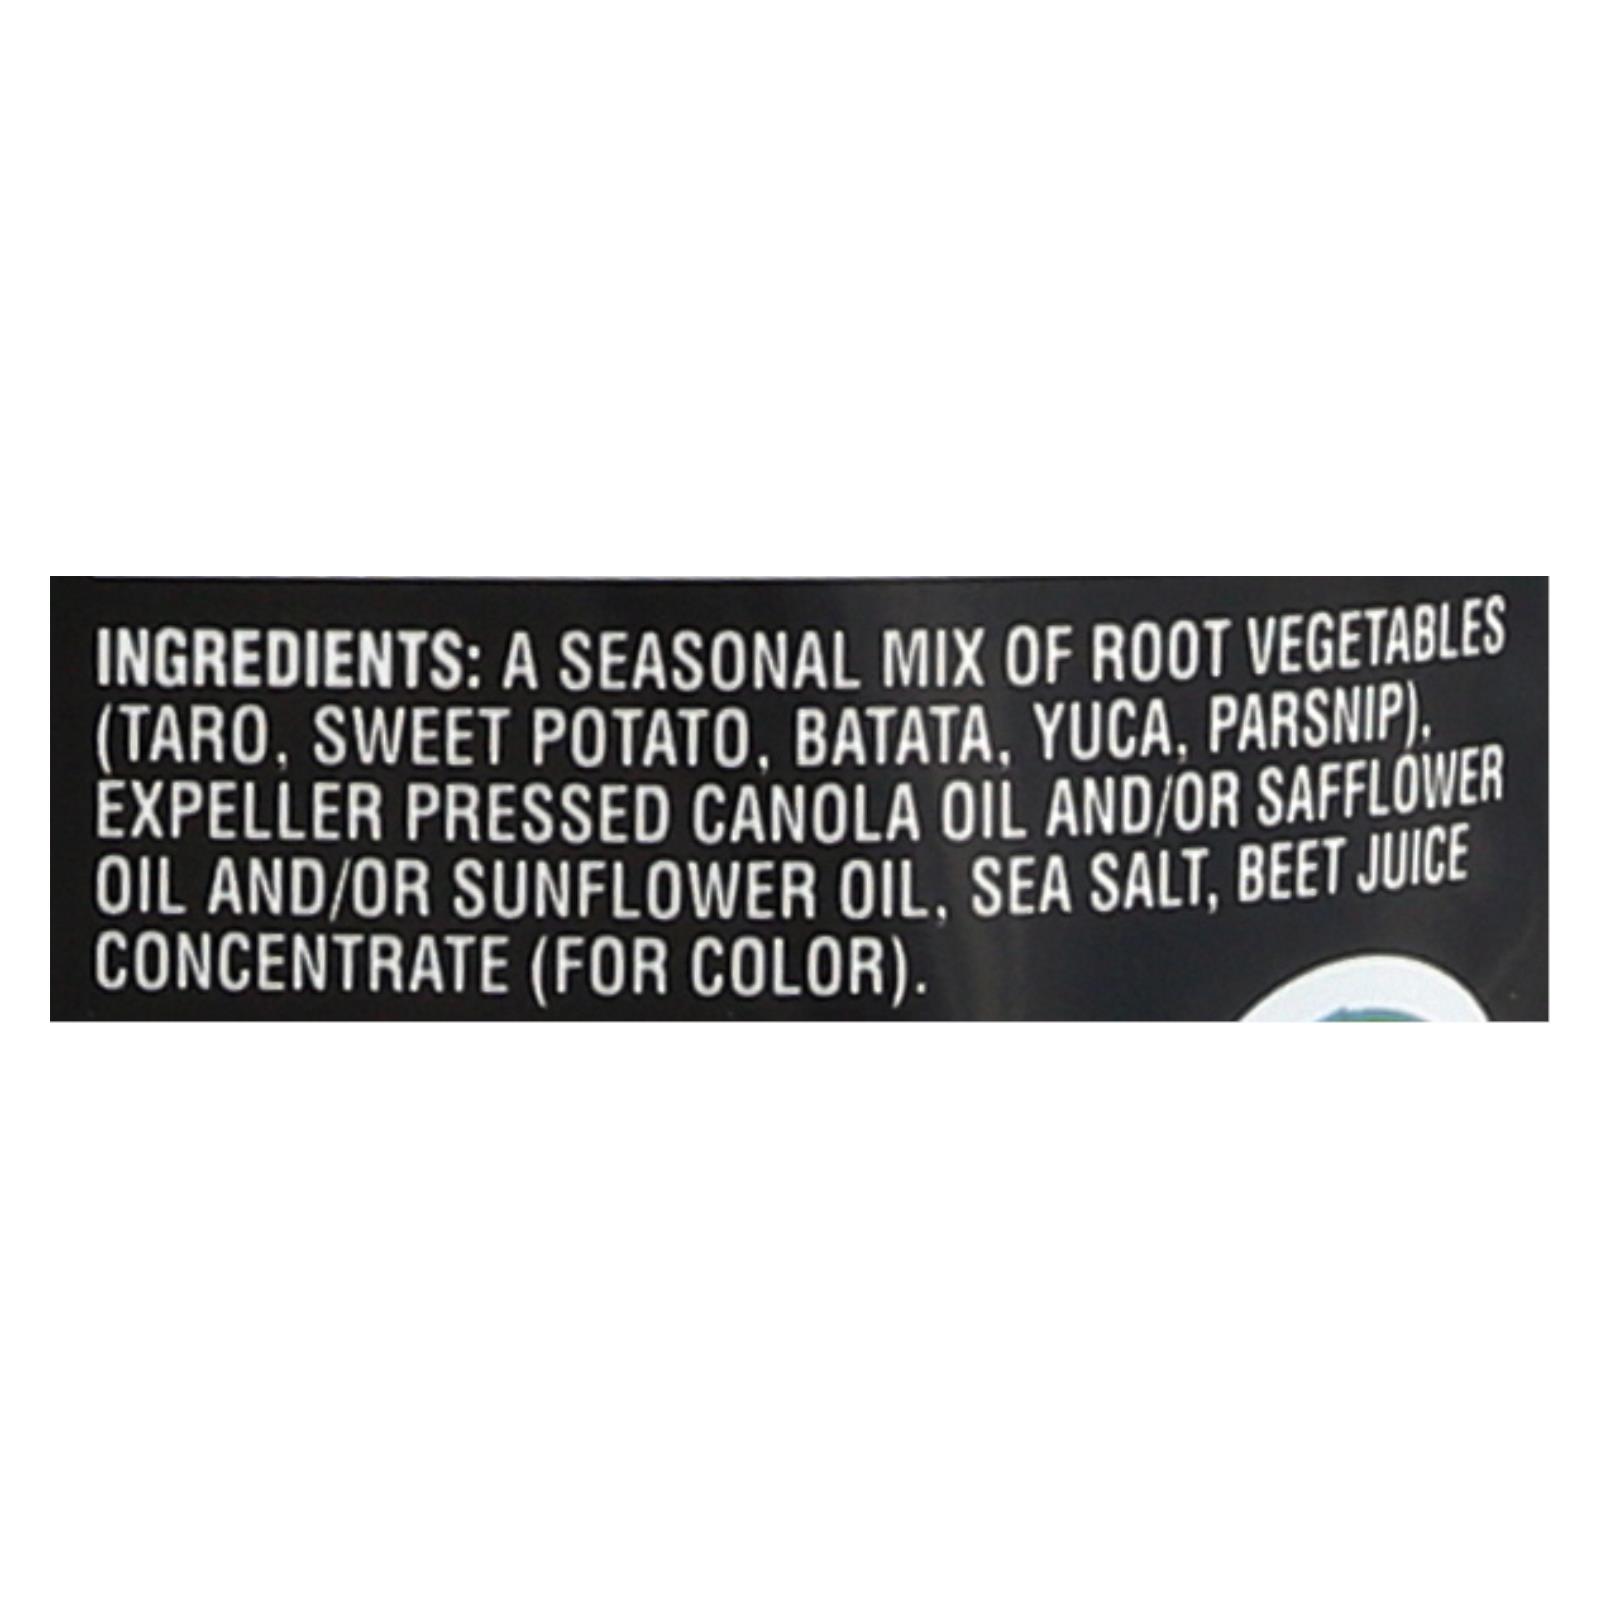 INGREDIENTS: A SEASONAL MIX OF ROOT VEGETABLES
(TARO, SWEET POTATO, BATATA, YUCA, PARSNIP),
EXPELLER PRESSED CANOLA OIL AND/OR SAFFLOWER
OIL AND/OR SUNFLOWER OIL, SEA SALT, BEET JUICE
CONCENTRATE (FOR COLOR).